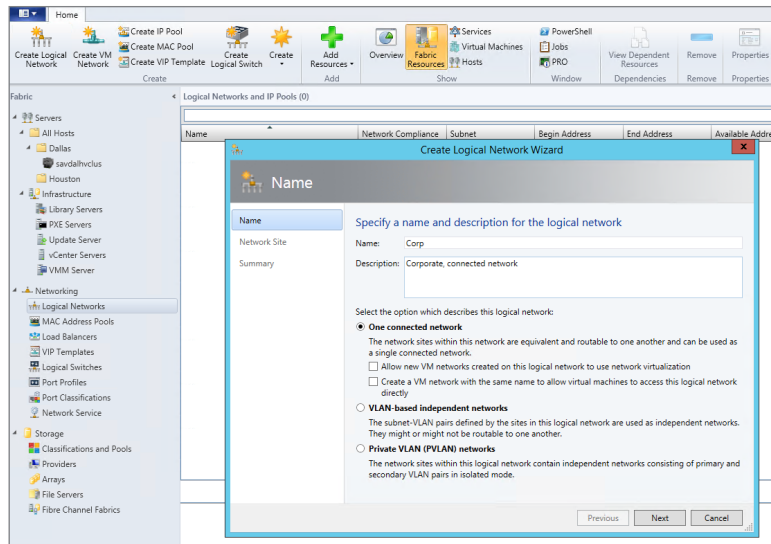 Home
Create Logical Network
Create VM Network
Create IP Pool
Create MAC Pool
Create VIP Template
Create Logical Switch
Create
Add Resources
Overview
Fabric Resources
Services
Virtual Machines
Hosts
PowerShell
Jobs
PRO
View Dependent Resources
Remove
Properties
Create
Add
Show
Window
Dependencies
Remove
Properties
Fabric
Logical Networks and IP Pools (0)
Name
Network Compliance
Subnet
Begin Address
End Address
Available Addre
Servers
All Hosts
Dallas
savdalhvclus
Houston
Infrastructure
Library Servers
PXE Servers
Update Server
vCenter Servers
VMM Server
Networking
Logical Networks
MAC Address Pools
Load Balancers
VIP Templates
Logical Switches
Port Profiles
Port Classifications
Network Service
Storage
Classifications and Pools
Providers
Arrays
File Servers
Fibre Channel Fabrics
Create Logical Network Wizard
x
Name
Name
Network Site
Summary
Specify a name and description for the logical network
Name: Corp
Description: Corporate, connected network
Select the option which describes this logical network:
One connected network
The network sites within this network are equivalent and routable to one another and can be used as
a single connected network.
Allow new VM networks created on this logical network to use network virtualization
Create a VM network with the same name to allow virtual machines to access this logical network
directly
VLAN-based independent networks
The subnet-VLAN pairs defined by the sites in this logical network are used as independent networks.
They might or might not be routable to one another.
Private VLAN (PVLAN) networks
The network sites within this logical network contain independent networks consisting of primary and
secondary VLAN pairs in isolated mode.
Previous
Next
Cancel